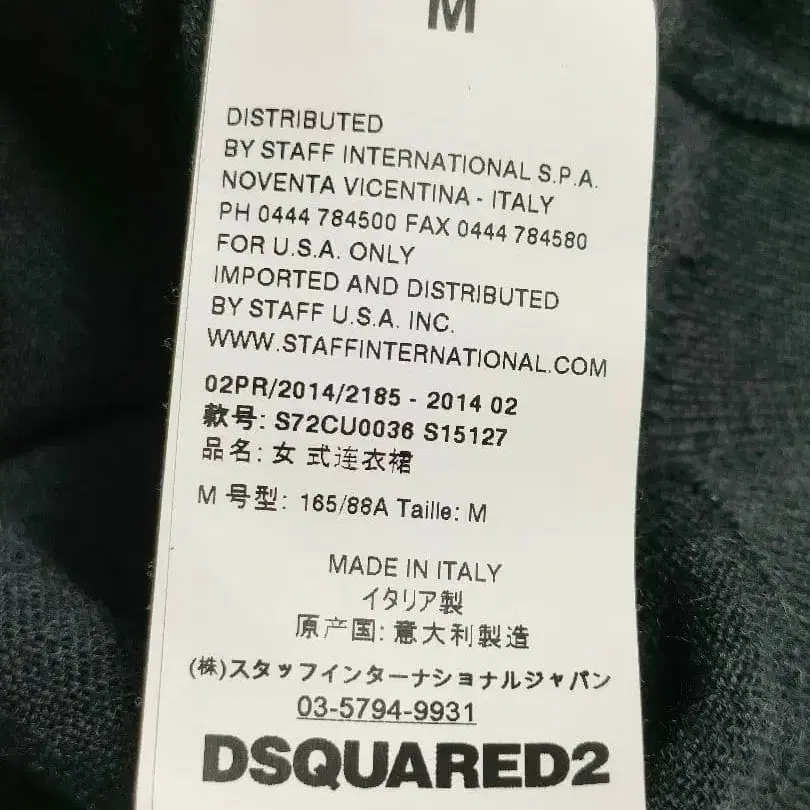 M
DISTRIBUTED
BY STAFF INTERNATIONAL S.P.A.
NOVENTA VICENTINA - ITALY
PH 0444 784500 FAX 0444 784580
FOR U.S.A. ONLY
IMPORTED AND DISTRIBUTED
BY STAFF U.S.A. INC.
WWW.STAFFINTERNATIONAL.COM
02PR/2014/2185 - 2014 02
款号: S72CU0036 S15127
品名: 女 式连衣裙
M 号型: 165/88A Taille: M
MADE IN ITALY
イタリア製
原产国: 意大利製造
(株)スタッフインターナショナルジャパン
03-5794-9931
DSQUARED2